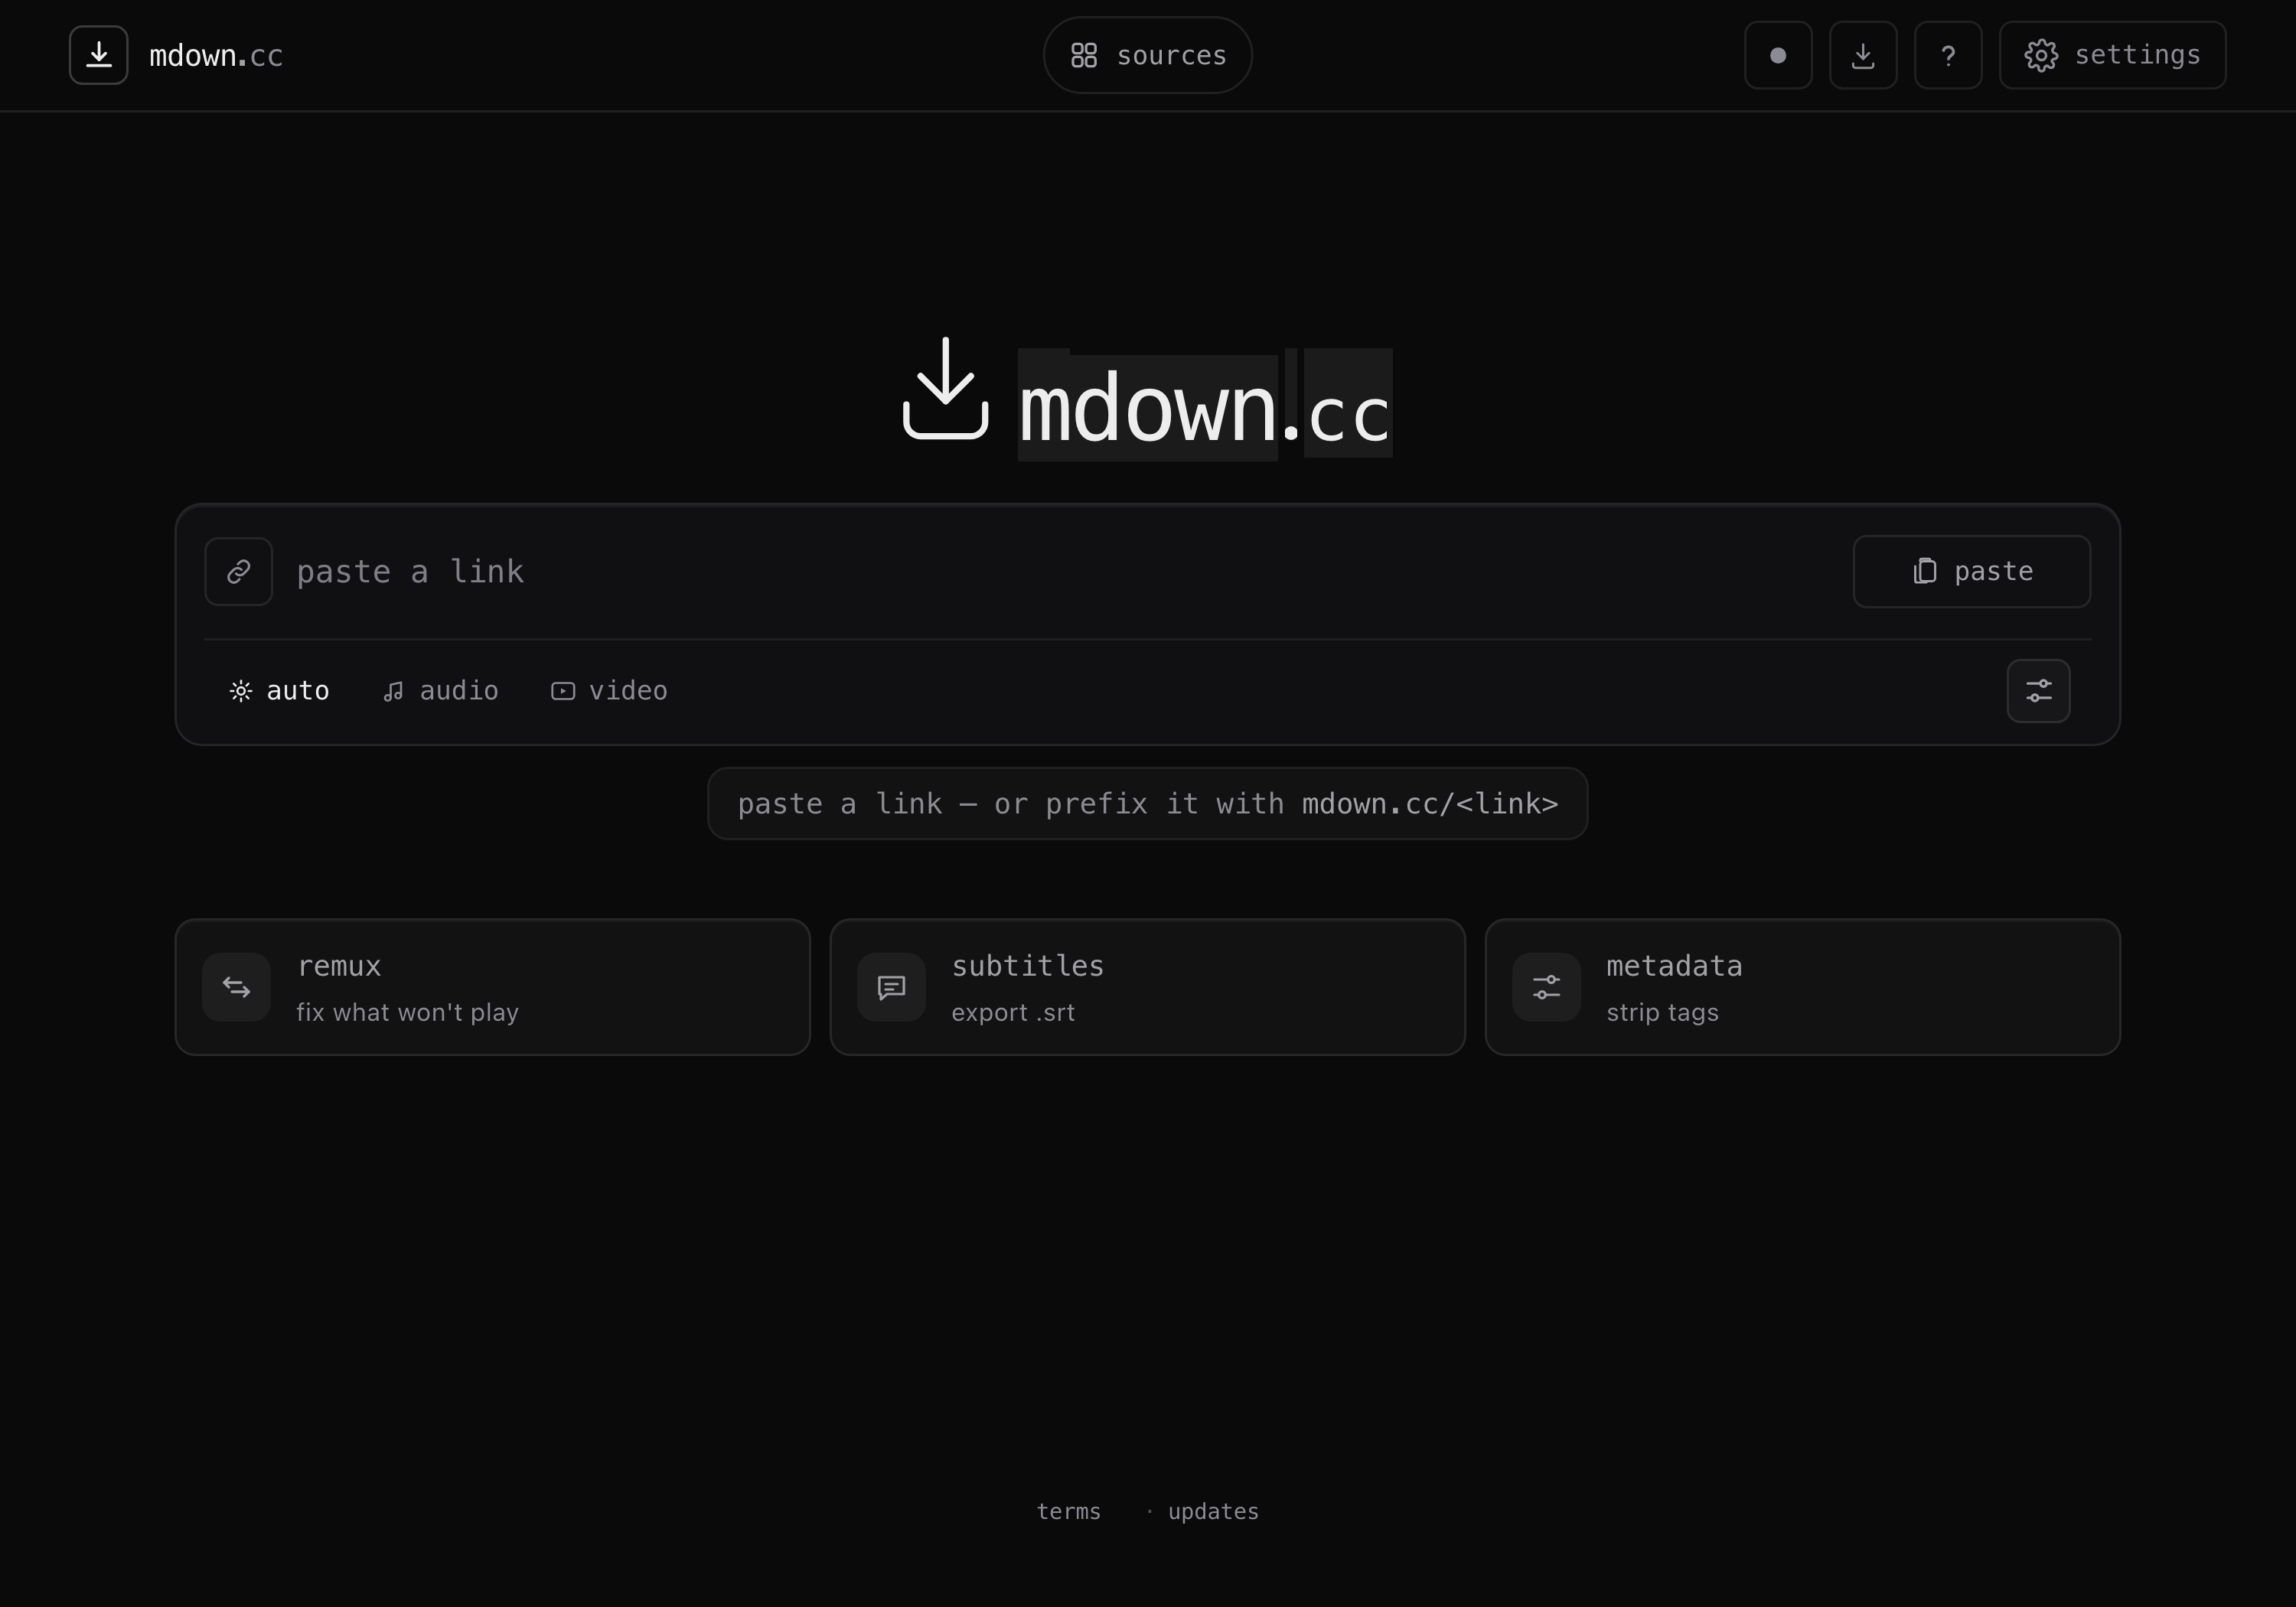 mdown.cc
sources
?
settings
mdown.cc
paste a link
paste
auto
audio
video
paste a link — or prefix it with mdown.cc/<link>
remux
fix what won't play
subtitles
export .srt
metadata
strip tags
terms · updates